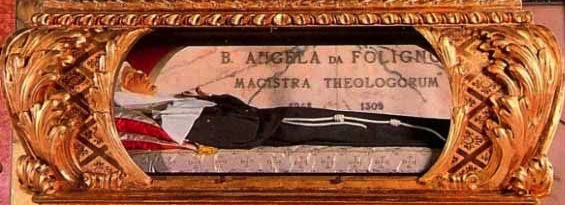 B. ANGELA DA FOLIGNO
MAGISTRA THEOLOGORUM
1309